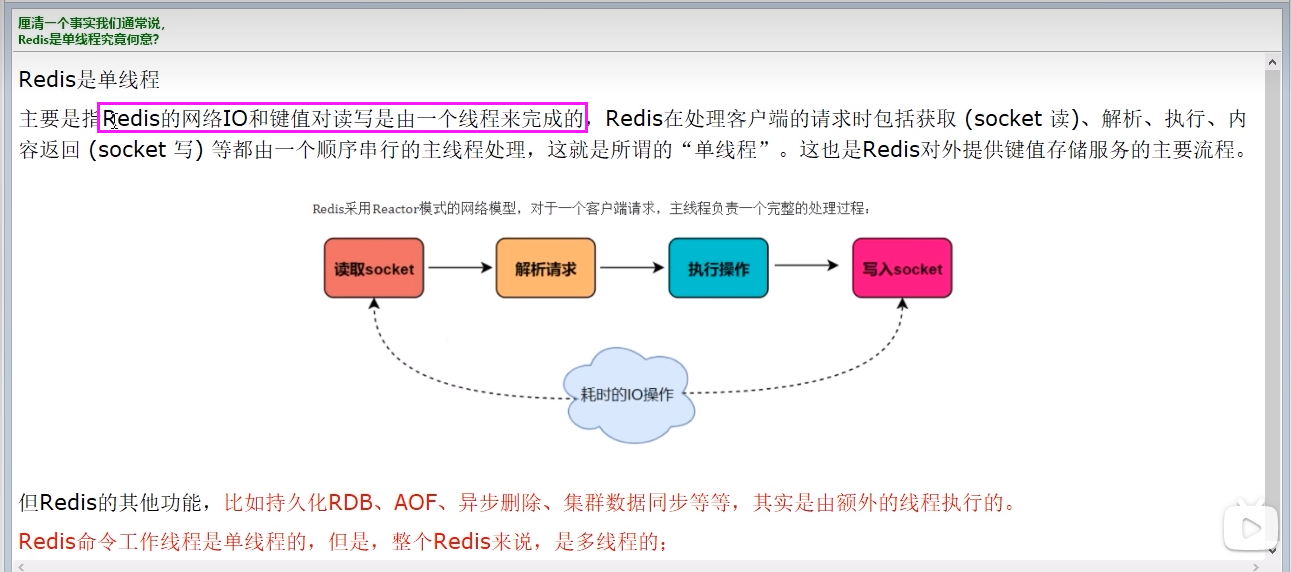 厘清一个事实我们通常说，
Redis是单线程究竟何意?
Redis是单线程
主要是指Redis的网络IO和键值对读写是由一个线程来完成的，Redis在处理客户端的请求时包括获取 (socket 读)、解析、执行、内
容返回 (socket 写) 等都由一个顺序串行的主线程处理，这就是所谓的“单线程”。这也是Redis对外提供键值存储服务的主要流程。
Redis采用Reactor模式的网络模型，对于一个客户端请求，主线程负责一个完整的处理过程：
读取socket
解析请求
执行操作
写入socket
耗时的IO操作
但Redis的其他功能，比如持久化RDB、AOF、异步删除、集群数据同步等等，其实是由额外的线程执行的。
Redis命令工作线程是单线程的，但是，整个Redis来说，是多线程的；